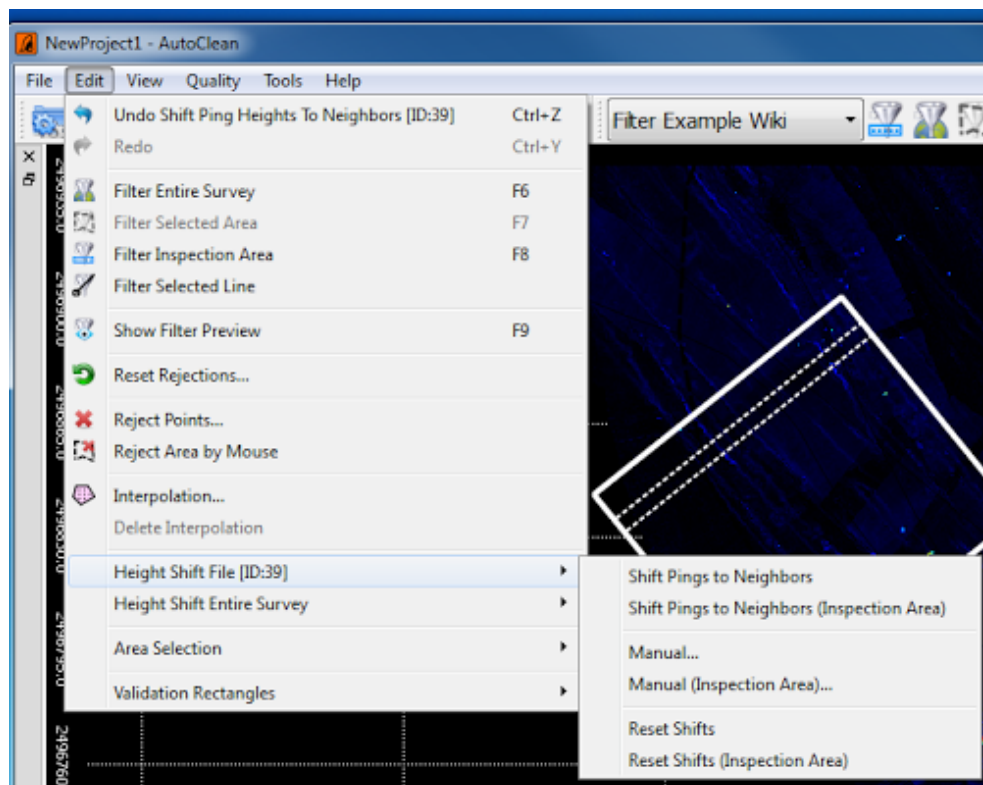 NewProject1 - AutoClean
File Edit View Quality Tools Help
Undo Shift Ping Heights To Neighbors [ID:39] Ctrl+Z
Redo Ctrl+Y
Filter Example Wiki
Filter Entire Survey F6
Filter Selected Area F7
Filter Inspection Area F8
Filter Selected Line
Show Filter Preview F9
Reset Rejections...
Reject Points...
Reject Area by Mouse
Interpolation...
Delete Interpolation
Height Shift File [ID:39]
Height Shift Entire Survey
Area Selection
Validation Rectangles
Shift Pings to Neighbors
Shift Pings to Neighbors (Inspection Area)
Manual...
Manual (Inspection Area)...
Reset Shifts
Reset Shifts (Inspection Area)